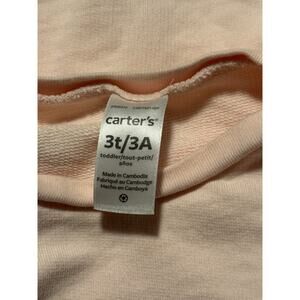 carter's®
3t/3A
toddler/tout-petit/
años
Made in Cambodia
Fabriqué au Cambodge
Hecho en Camboya